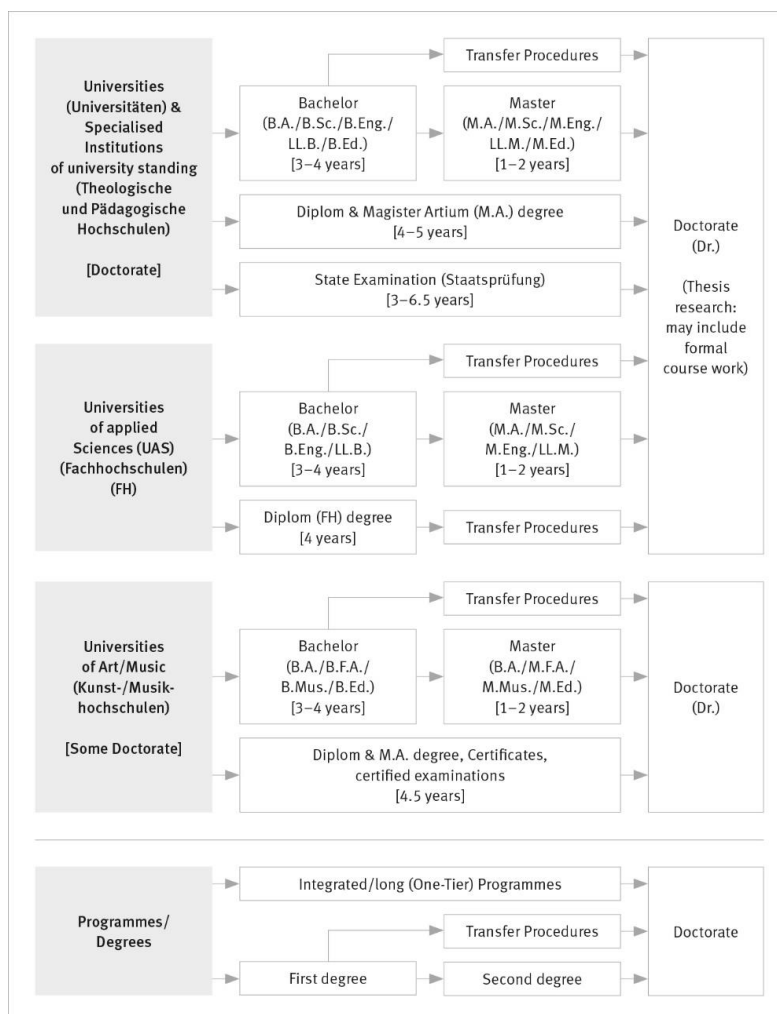 Universities
(Universitäten) &
Specialised
Institutions
of university standing
(Theologische
und Pädagogische
Hochschulen)
[Doctorate]
Transfer Procedures
Bachelor
(B.A./B.Sc./B.Eng./
LL.B./B.Ed.)
[3–4 years]
Master
(M.A./M.Sc./M.Eng./
LL.M./M.Ed.)
[1–2 years]
Diplom & Magister Artium (M.A.) degree
[4–5 years]
State Examination (Staatsprüfung)
[3–6.5 years]
Doctorate
(Dr.)
(Thesis
research:
may include
formal
course work)
Universities
of applied
Sciences (UAS)
(Fachhochschulen)
(FH)
Transfer Procedures
Bachelor
(B.A./B.Sc./
B.Eng./LL.B.)
[3–4 years]
Master
(M.A./M.Sc./
M.Eng./LL.M.)
[1–2 years]
Diplom (FH) degree
[4 years]
Transfer Procedures
Universities
of Art/Music
(Kunst-/Musik-
hochschulen)
[Some Doctorate]
Transfer Procedures
Bachelor
(B.A./B.F.A./
B.Mus./B.Ed.)
[3–4 years]
Master
(B.A./M.F.A./
M.Mus./M.Ed.)
[1–2 years]
Diplom & M.A. degree, Certificates,
certified examinations
[4.5 years]
Doctorate
(Dr.)
Programmes/
Degrees
Integrated/long (One-Tier) Programmes
Transfer Procedures
First degree
Second degree
Doctorate